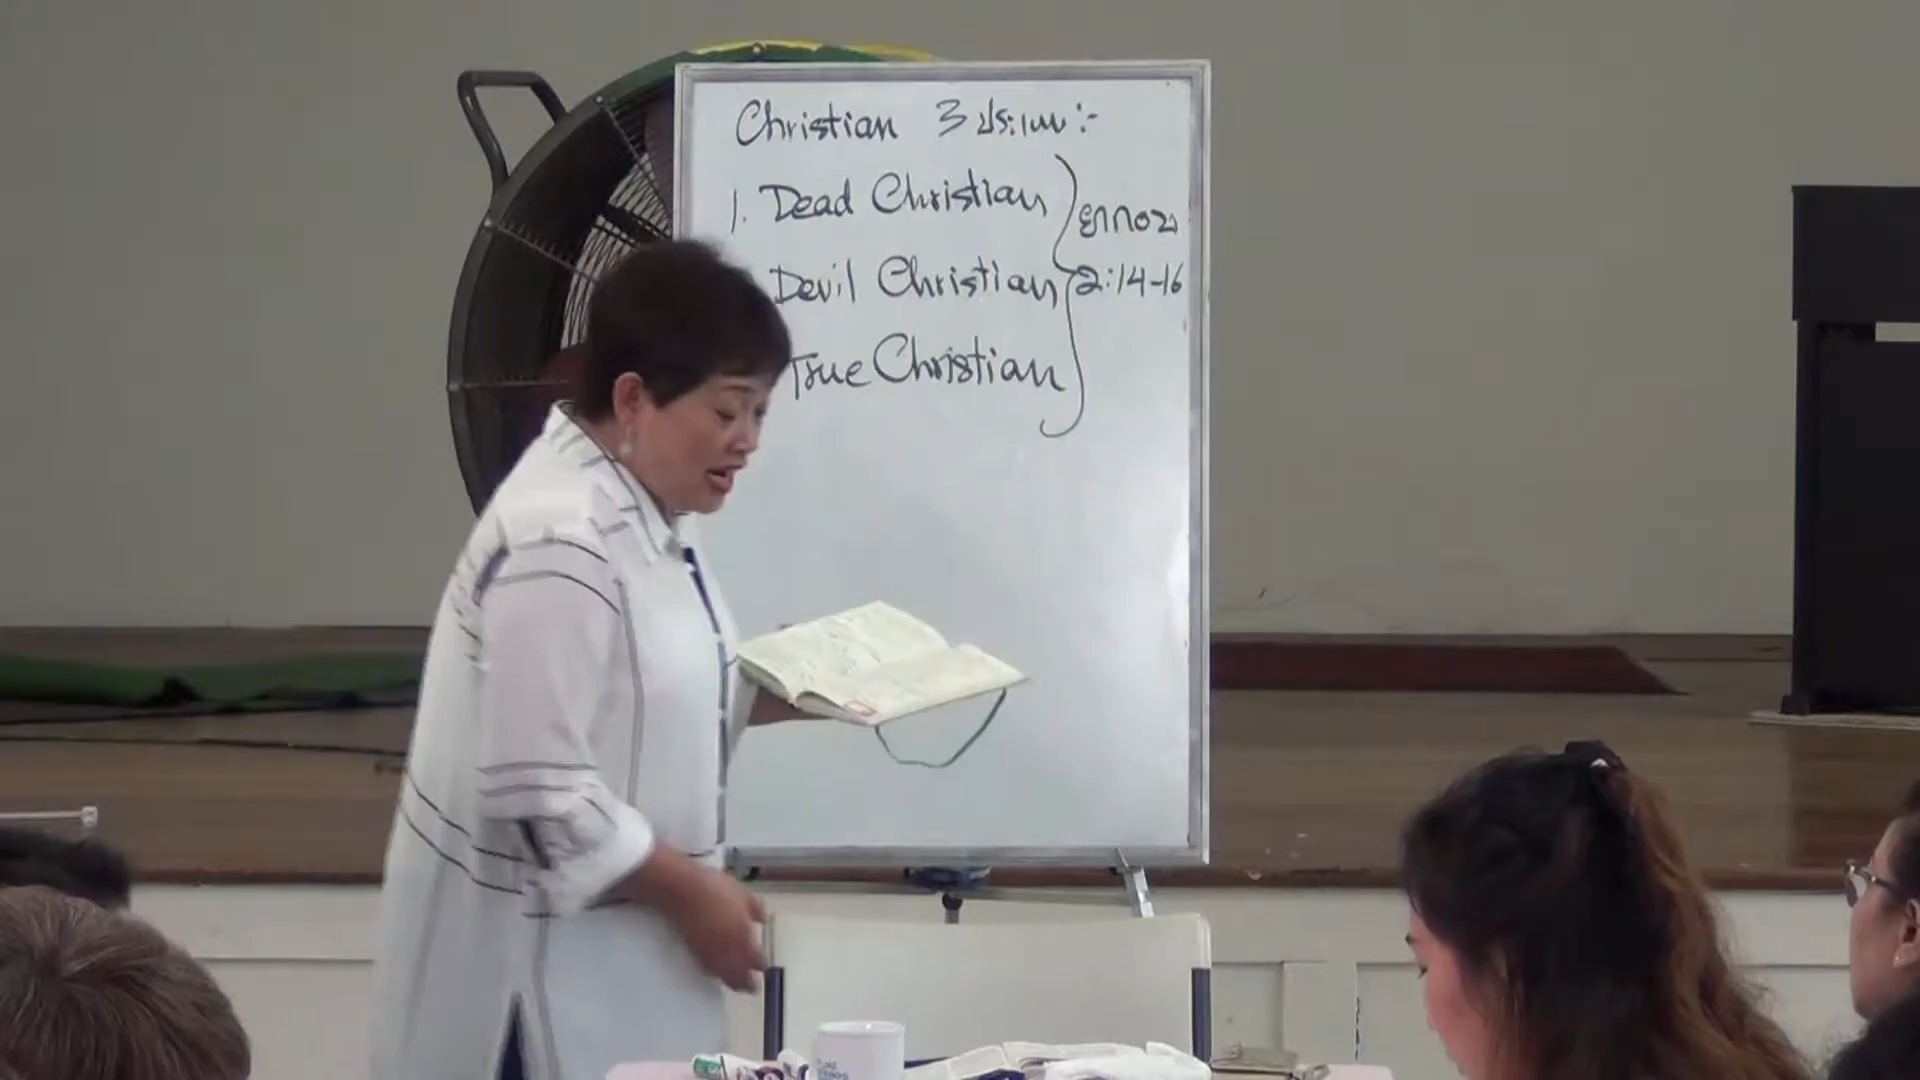 Christian 3 ประเภท :-
1. Dead Christian
Devil Christian
True Christian
ยากอบ
2:14-16